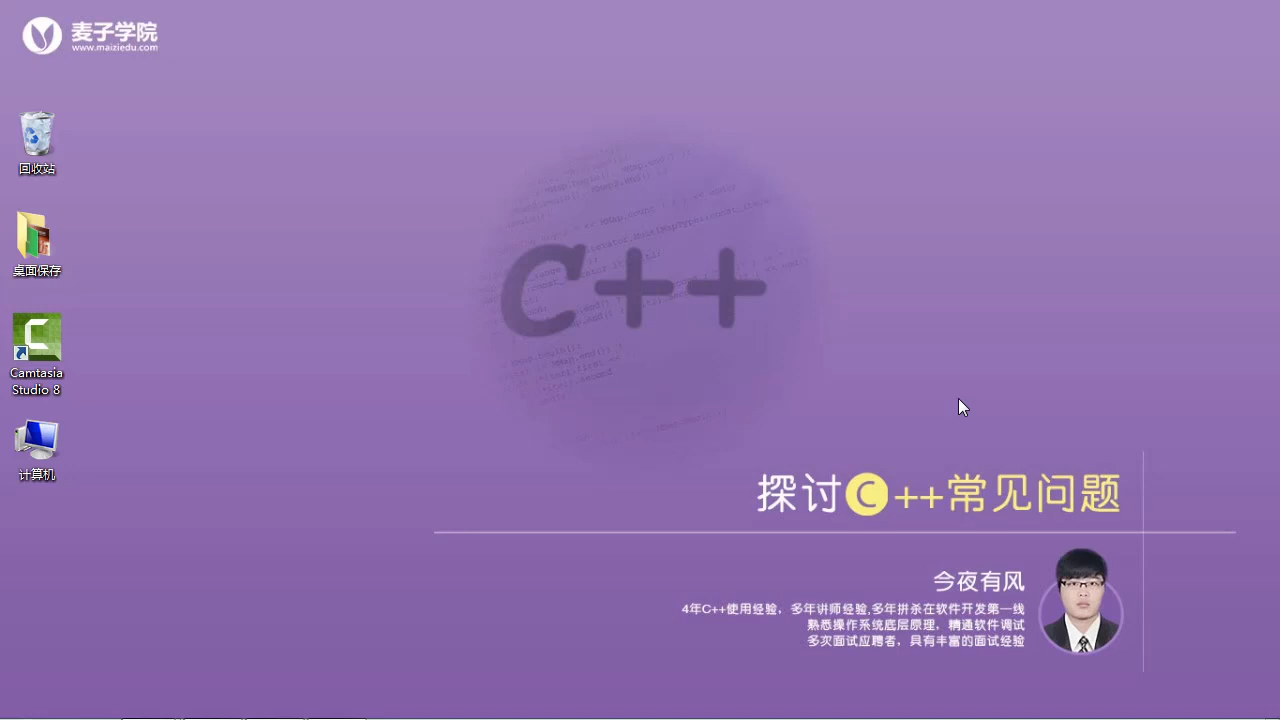 麦子学院
www.maiziedu.com
回收站
桌面保存
Camtasia
Studio 8
计算机
C++
探讨C++常见问题
今夜有风
4年C++使用经验，多年讲师经验,多年拼杀在软件开发第一线
熟悉操作系统底层原理，精通软件调试
多次面试应聘者，具有丰富的面试经验